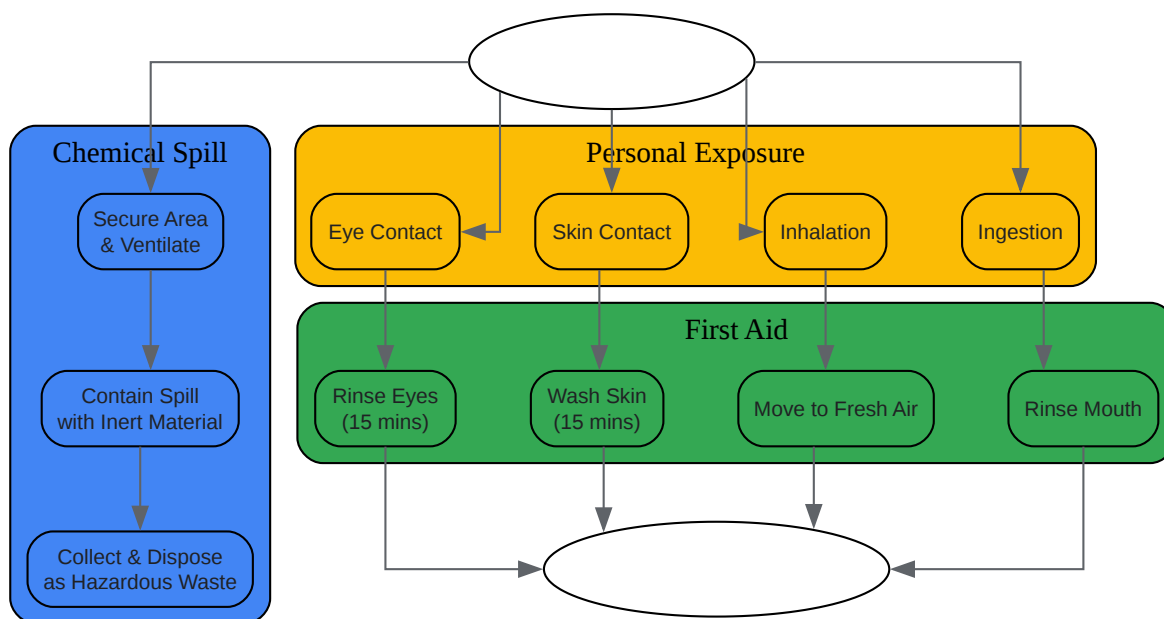 Chemical Spill
Personal Exposure
Secure Area
& Ventilate
Eye Contact
Skin Contact
Inhalation
Ingestion
First Aid
Contain Spill
with Inert Material
Rinse Eyes
(15 mins)
Wash Skin
(15 mins)
Move to Fresh Air
Rinse Mouth
Collect & Dispose
as Hazardous Waste